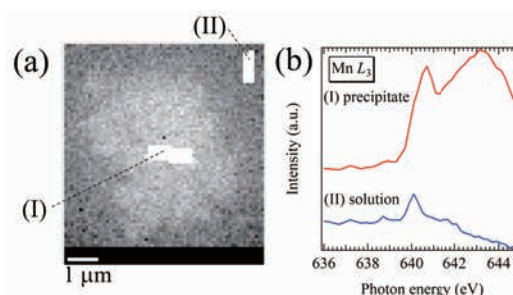 (a)
(II)
(I)
1 μm
(b)
Mn L3
(I) precipitate
(II) solution
Intensity (a.u.)
636 638 640 642 644
Photon energy (eV)